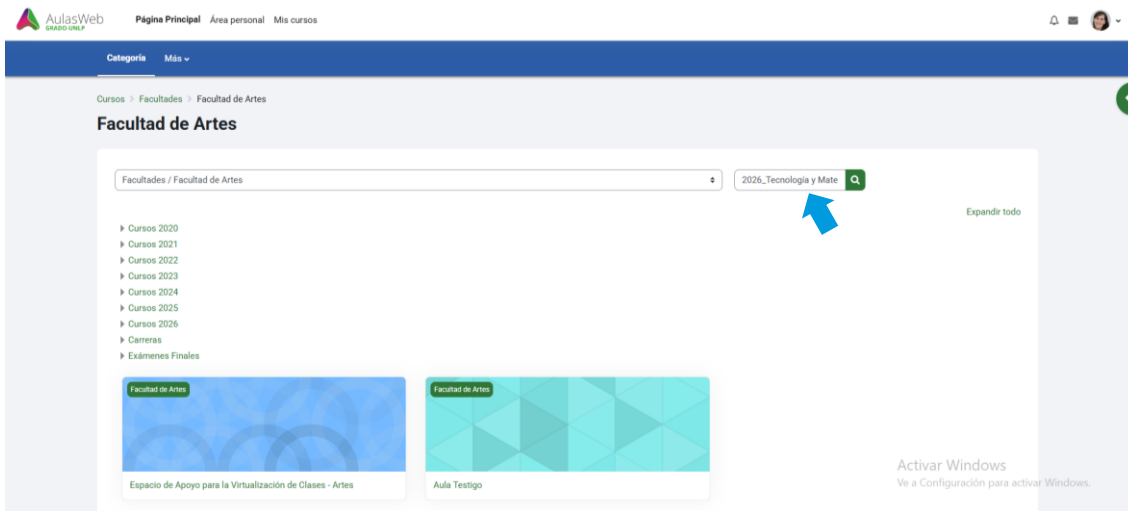 AulasWeb
GRADO·UNLP
Página Principal Área personal Mis cursos
Categoría Más
Cursos > Facultades > Facultad de Artes
Facultad de Artes
Facultades / Facultad de Artes
2026_Tecnología y Mate
Expandir todo
Cursos 2020
Cursos 2021
Cursos 2022
Cursos 2023
Cursos 2024
Cursos 2025
Cursos 2026
Carreras
Exámenes Finales
Facultad de Artes
Facultad de Artes
Espacio de Apoyo para la Virtualización de Clases - Artes
Aula Testigo
Activar Windows
Ve a Configuración para activar Windows.